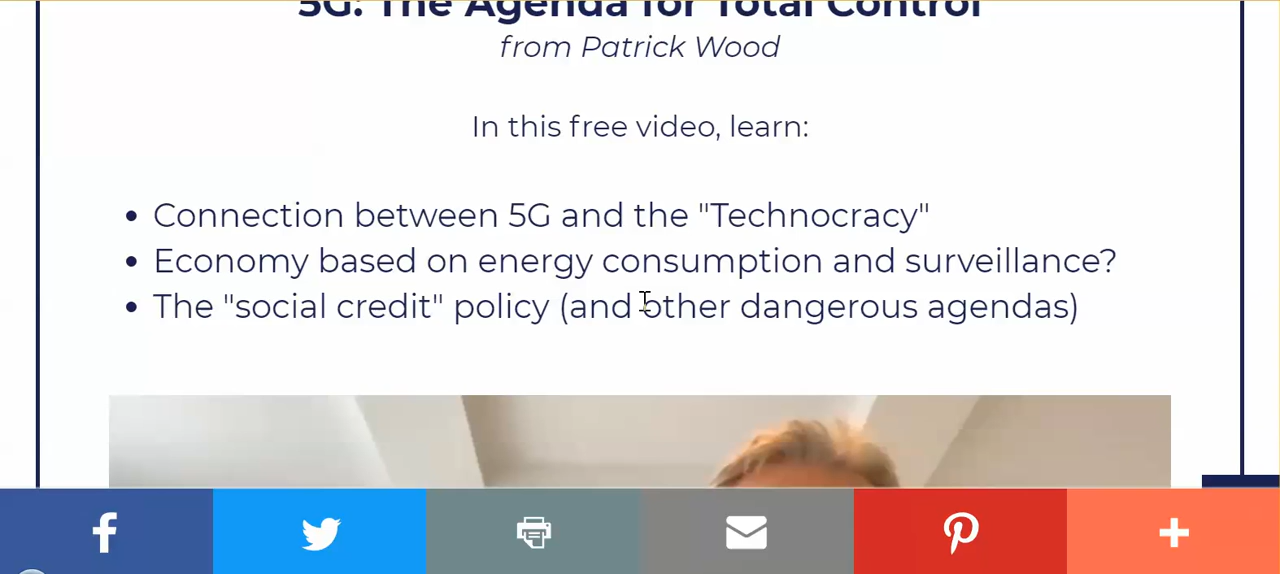 5G: The Agenda for Total Control
from Patrick Wood
In this free video, learn:
Connection between 5G and the "Technocracy"
Economy based on energy consumption and surveillance?
The "social credit" policy (and other dangerous agendas)